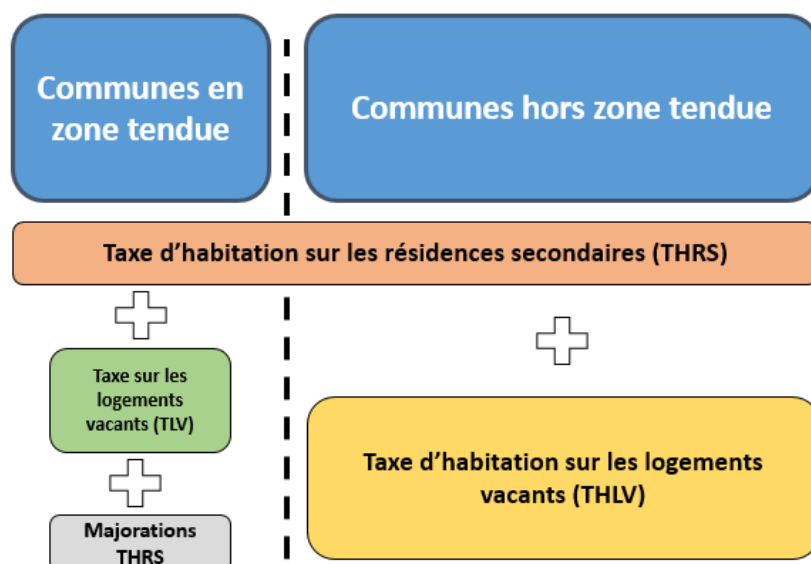 Communes en
zone tendue
Communes hors zone tendue
Taxe d’habitation sur les résidences secondaires (THRS)
Taxe sur les
logements
vacants (TLV)
Majorations
THRS
Taxe d’habitation sur les logements
vacants (THLV)